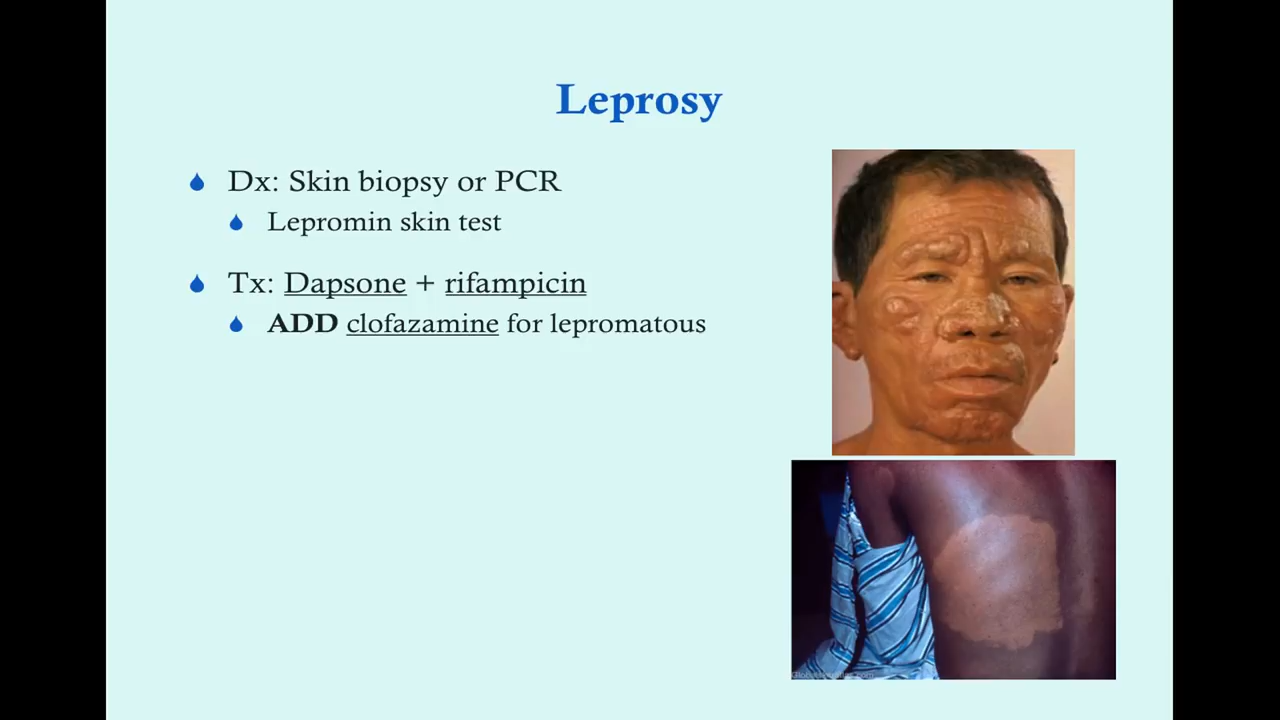 Leprosy
Dx: Skin biopsy or PCR
Lepromin skin test
Tx: Dapsone + rifampicin
ADD clofazamine for lepromatous